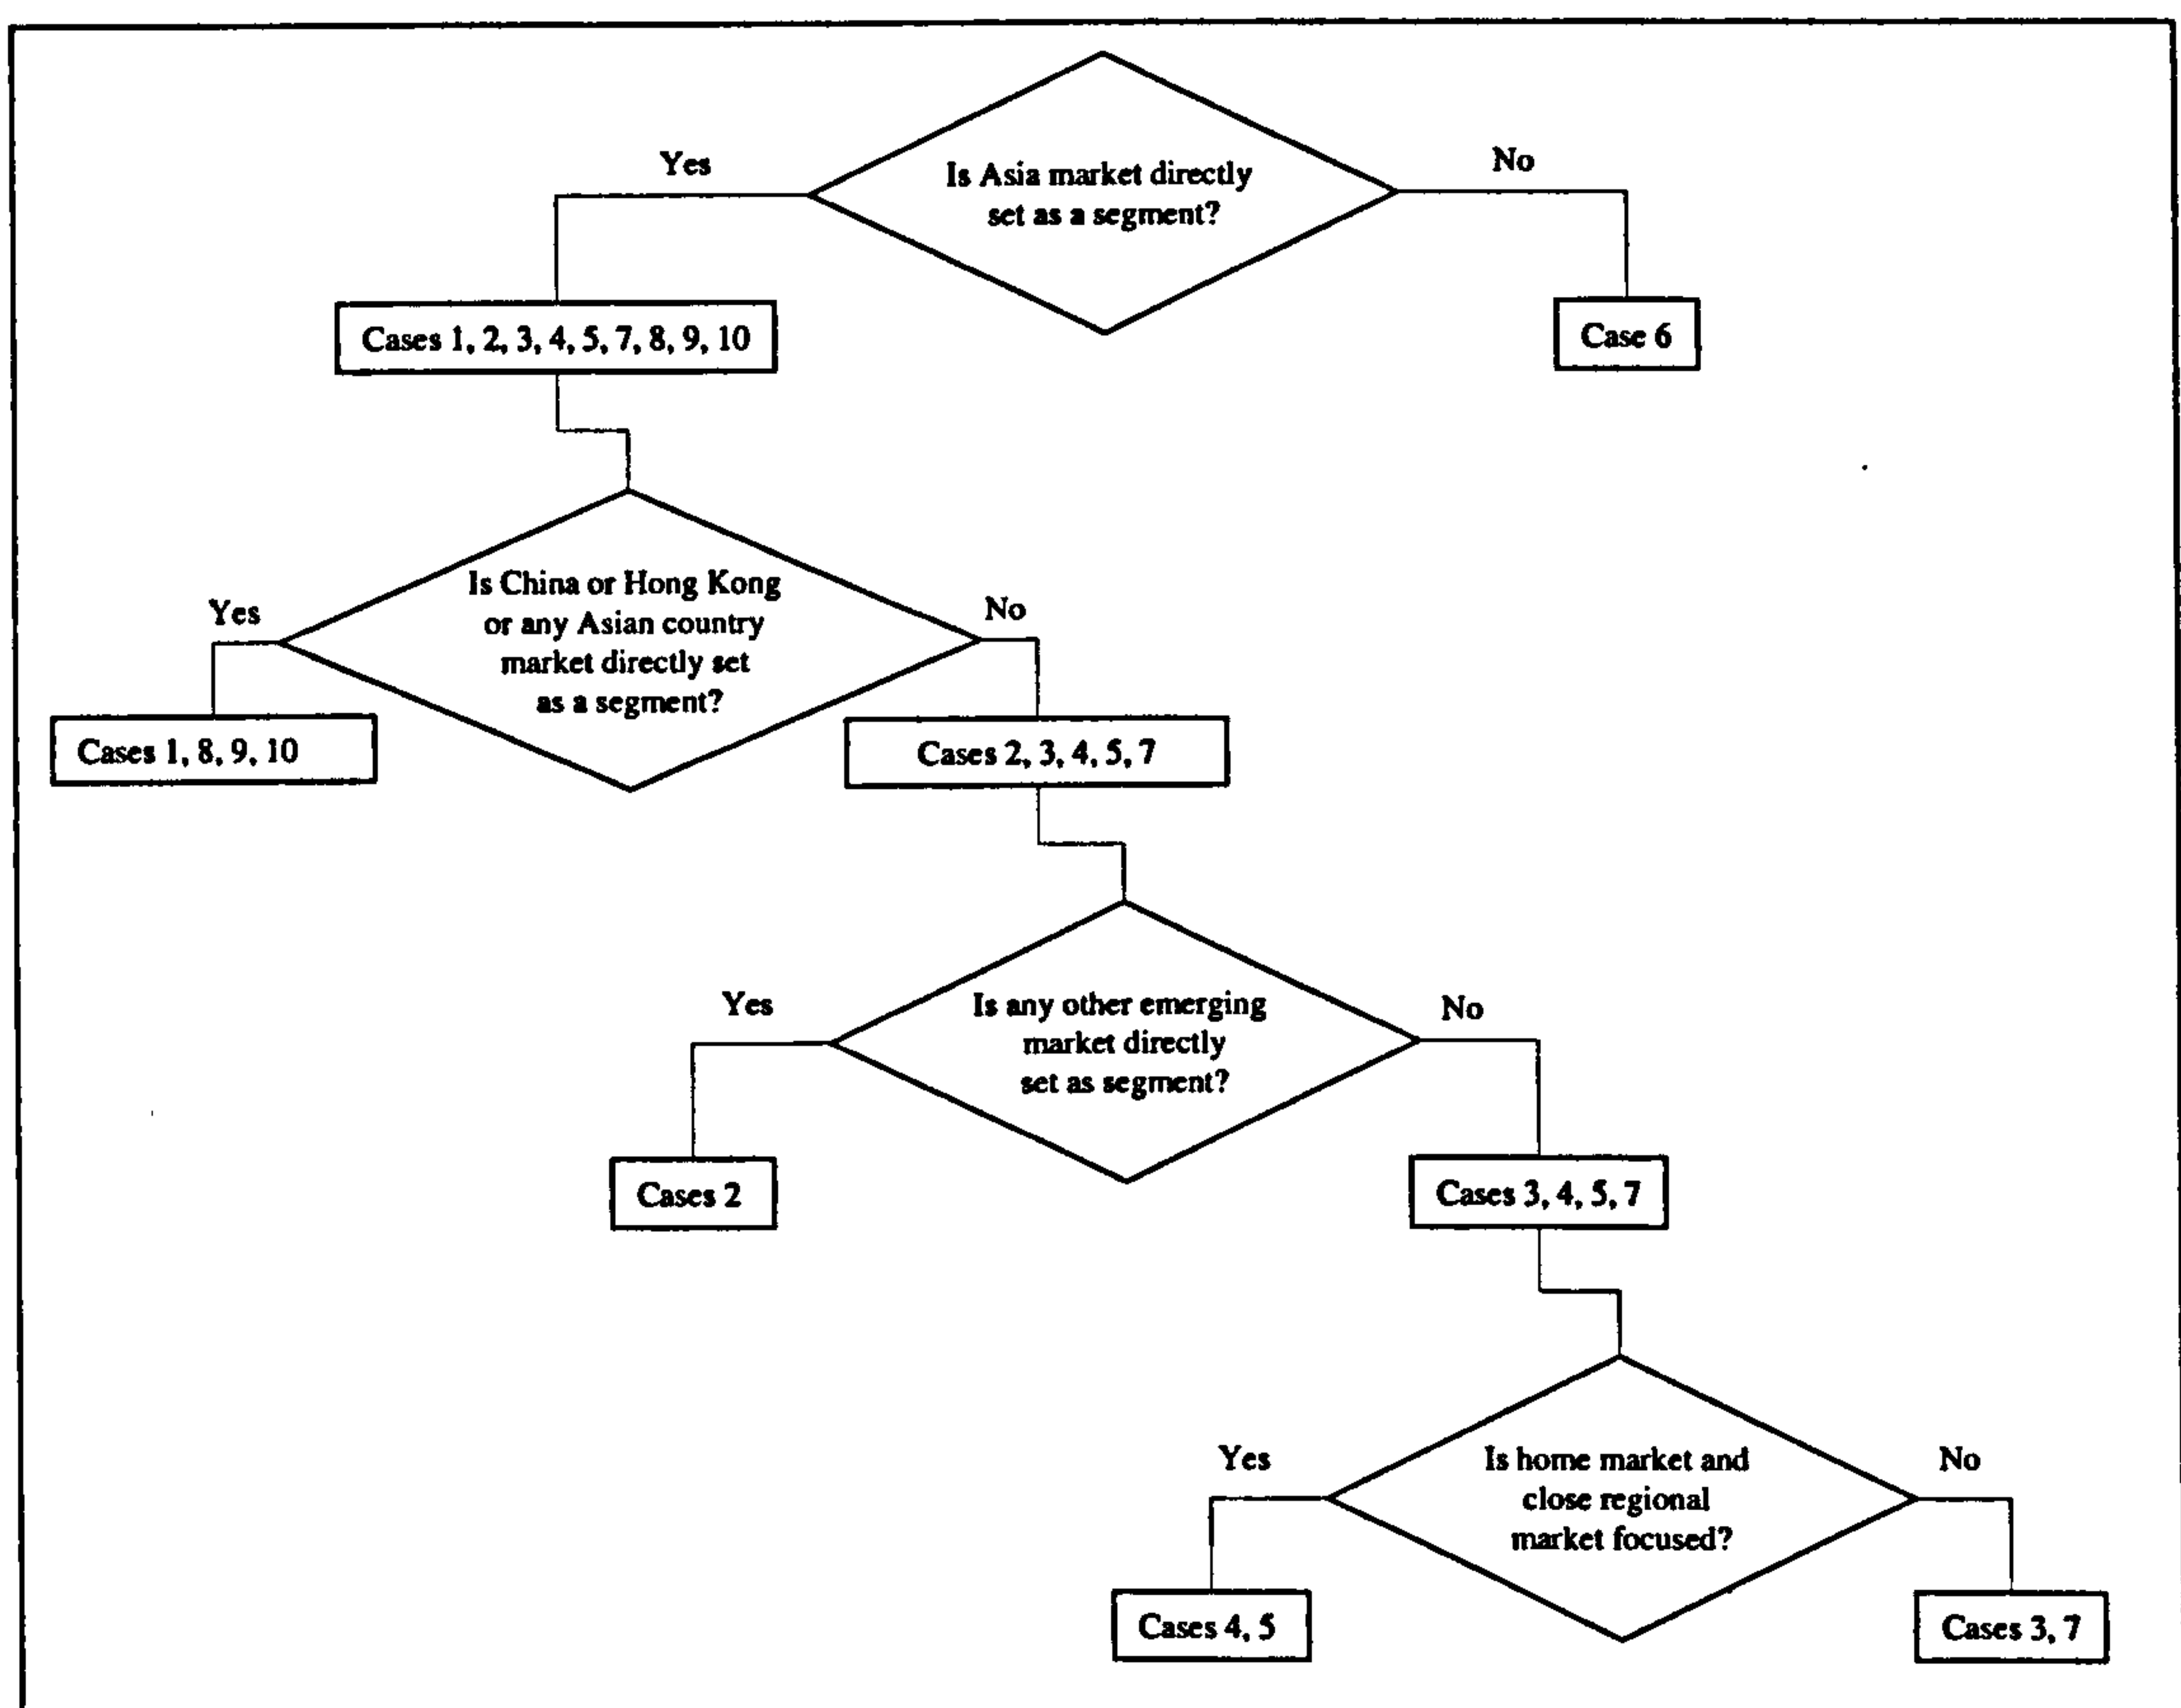 Is Asia market directly
set as a segment?
Yes
No
Cases 1, 2, 3, 4, 5, 7, 8, 9, 10
Case 6
Is China or Hong Kong
or any Asian country
market directly set
as a segment?
Yes
No
Cases 1, 8, 9, 10
Cases 2, 3, 4, 5, 7
Is any other emerging
market directly
set as segment?
Yes
No
Cases 2
Cases 3, 4, 5, 7
Is home market and
close regional
market focused?
Yes
No
Cases 4, 5
Cases 3, 7